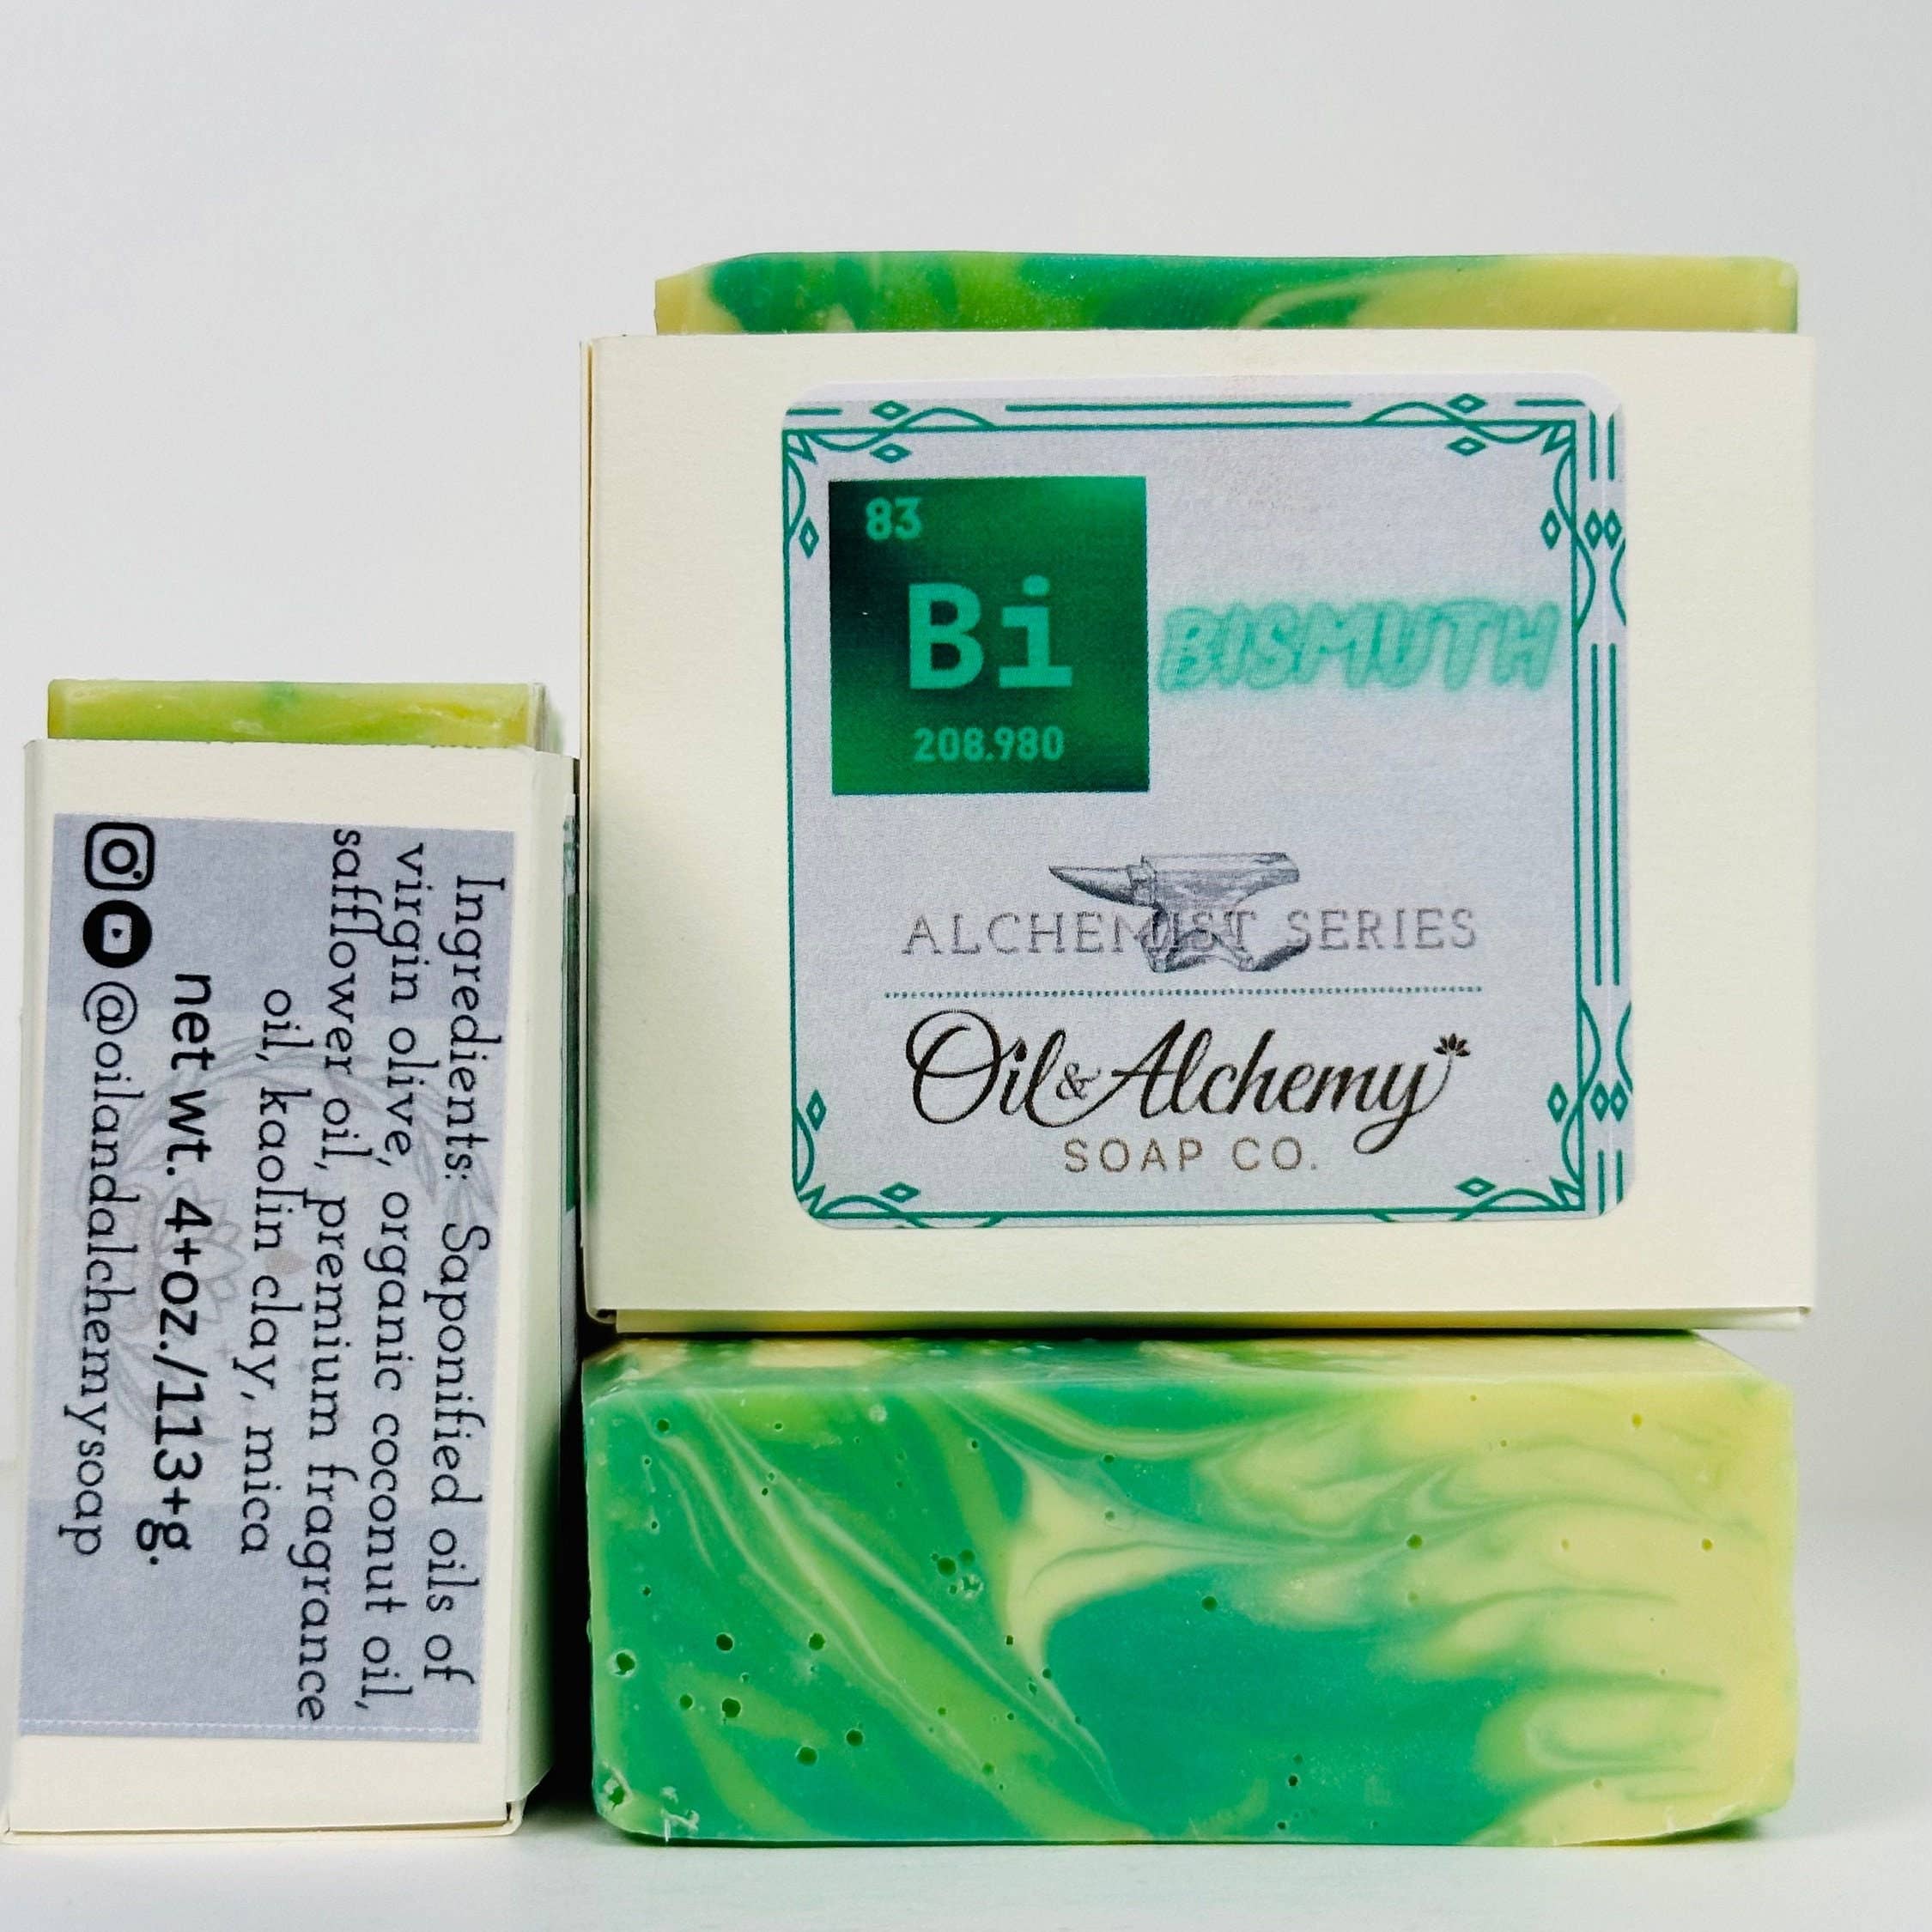 83
Bi
208.980
BISMUTH
ALCHEMIST SERIES
Oil & Alchemy
SOAP CO.
Ingredients: Saponified oils of
virgin olive, organic coconut oil,
safflower oil, premium fragrance
oil, kaolin clay, mica
net wt. 4+oz./113+g.
@oilandalchemysoap